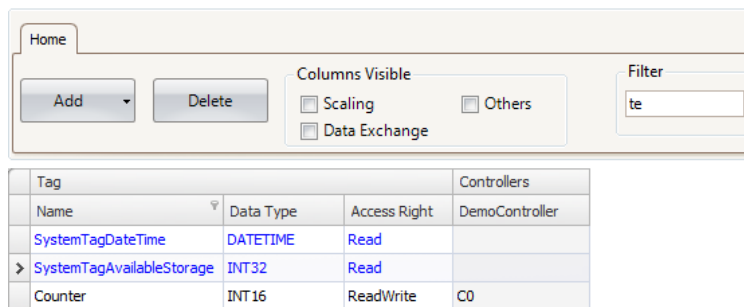 Home
Add Delete
Columns Visible
Scaling Others
Data Exchange
Filter
te
Tag Controllers
Name Data Type Access Right DemoController
SystemTagDateTime DATETIME Read
SystemTagAvailableStorage INT32 Read
Counter INT16 ReadWrite C0